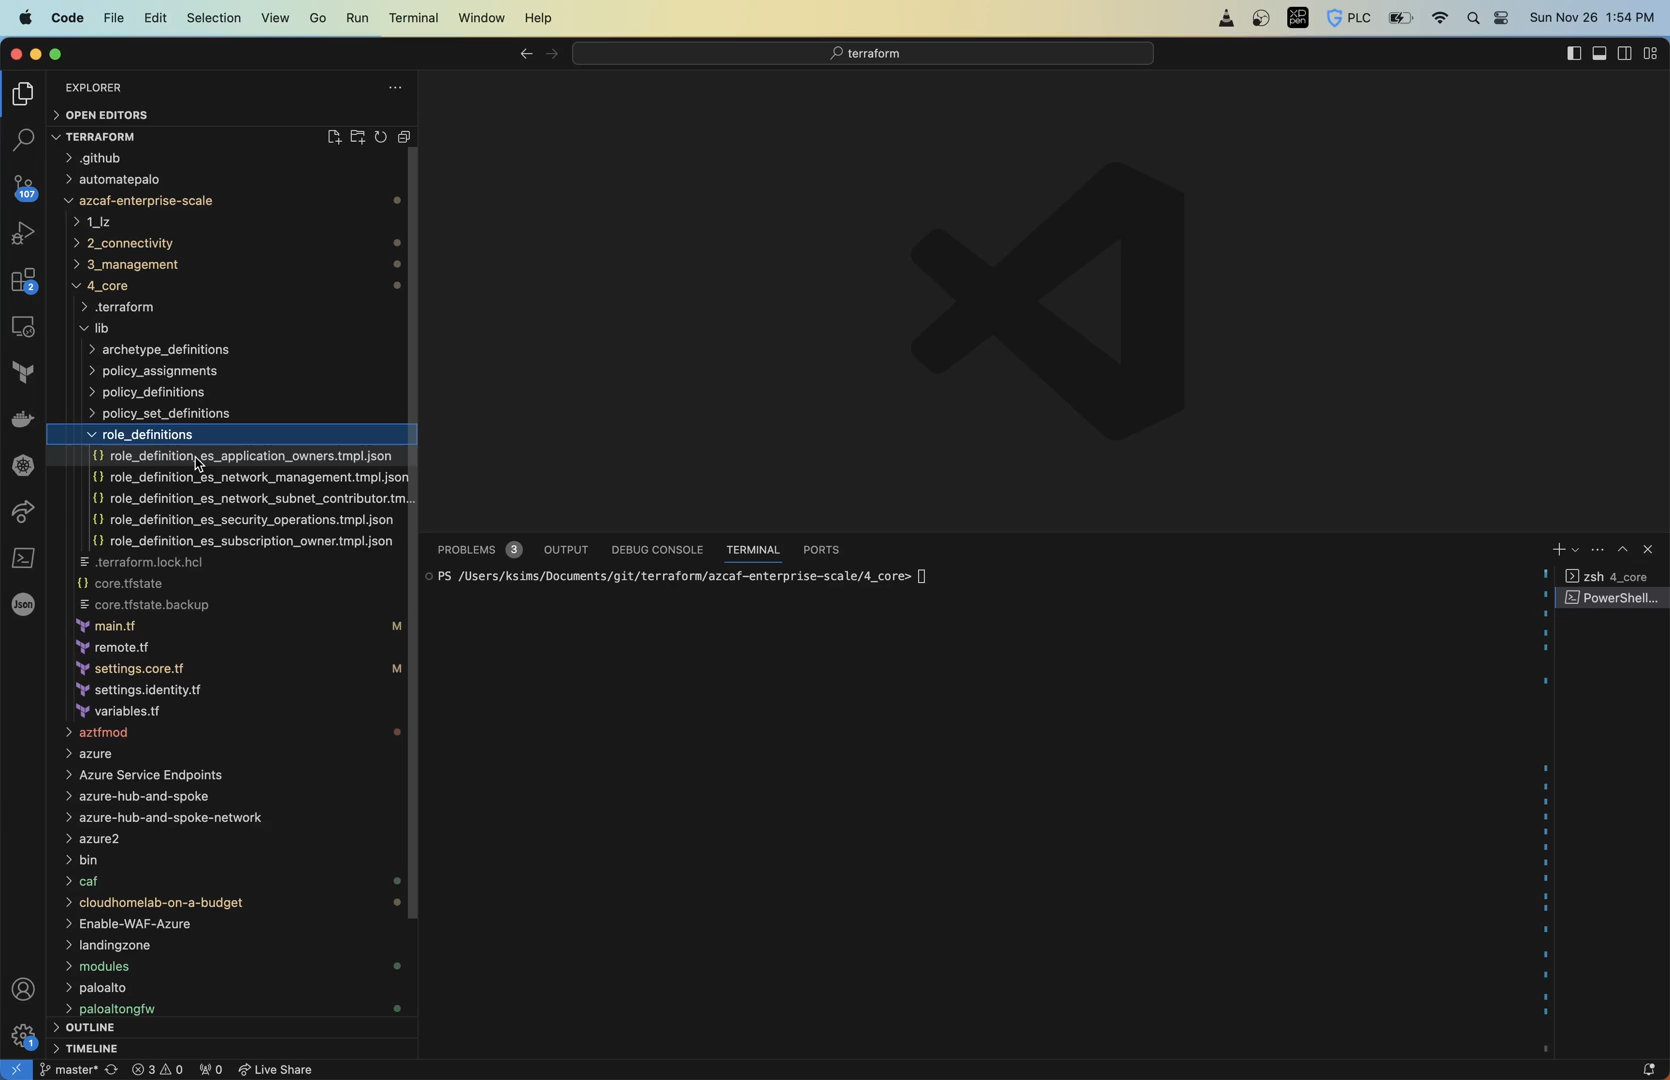 Code File Edit Selection View Go Run Terminal Window Help
XP
pen
PLC
Sun Nov 26 1:54 PM
terraform
EXPLORER
OPEN EDITORS
TERRAFORM
.github
automatepalo
107
azcaf-enterprise-scale
1_lz
2_connectivity
3_management
2
4_core
.terraform
lib
archetype_definitions
policy_assignments
policy_definitions
policy_set_definitions
role_definitions
role_definition_es_application_owners.tmpl.json
role_definition_es_network_management.tmpl.json
role_definition_es_network_subnet_contributor.tm...
role_definition_es_security_operations.tmpl.json
role_definition_es_subscription_owner.tmpl.json
.terraform.lock.hcl
core.tfstate
core.tfstate.backup
Json
main.tf M
remote.tf
settings.core.tf M
settings.identity.tf
variables.tf
aztfmod
azure
Azure Service Endpoints
azure-hub-and-spoke
azure-hub-and-spoke-network
azure2
bin
caf
cloudhomelab-on-a-budget
Enable-WAF-Azure
landingzone
modules
paloalto
paloaltongfw
OUTLINE
1
TIMELINE
PROBLEMS 3 OUTPUT DEBUG CONSOLE TERMINAL PORTS
PS /Users/ksims/Documents/git/terraform/azcaf-enterprise-scale/4_core>
zsh 4_core
PowerShell...
master* 3 0 0 Live Share